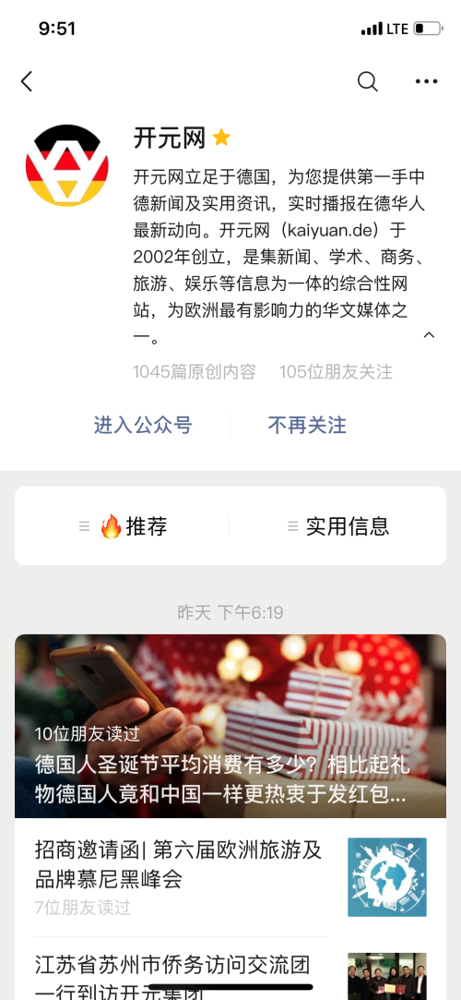 9:51
LTE
开元网
开元网立足于德国，为您提供第一手中
德新闻及实用资讯，实时播报在德华人
最新动向。开元网（kaiyuan.de）于
2002年创立，是集新闻、学术、商务、
旅游、娱乐等信息为一体的综合性网
站，为欧洲最有影响力的华文媒体之
一。
1045篇原创内容 105位朋友关注
进入公众号 不再关注
推荐 实用信息
昨天 下午6:19
10位朋友读过
德国人圣诞节平均消费有多少？相比起礼
物德国人竟和中国一样更热衷于发红包...
招商邀请函| 第六届欧洲旅游及
品牌慕尼黑峰会
7位朋友读过
江苏省苏州市侨务访问交流团
一行到访开元集团